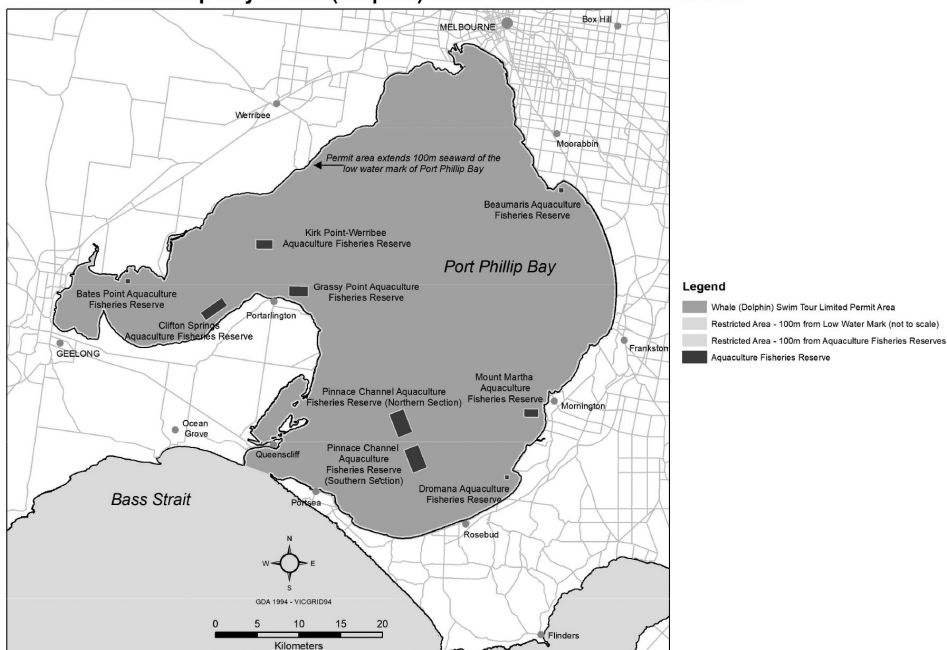 MELBOURNE
Box Hill
Werribee
Moorabbin
Permit area extends 100m seaward of the
low water mark of Port Phillip Bay
Beaumaris Aquaculture
Fisheries Reserve
Kirk Point-Werribee
Aquaculture Fisheries Reserve
Port Phillip Bay
Grassy Point Aquaculture
Fisheries Reserve
Bates Point Aquaculture
Fisheries Reserve
Portarlington
Clifton Springs
Aquaculture Fisheries Reserve
GEELONG
Frankston
Mount Martha
Aquaculture
Fisheries Reserve
Pinnace Channel Aquaculture
Fisheries Reserve (Northern Section)
Mornington
Ocean
Grove
Queenscliff
Pinnace Channel
Aquaculture
Fisheries Reserve
(Southern Section)
Dromana Aquaculture
Fisheries Reserve
Bass Strait
Portsea
Rosebud
N
W E
S
GDA 1994 - VICGRID94
0 5 10 15 20
Kilometers
Flinders
Legend
Whale (Dolphin) Swim Tour Limited Permit Area
Restricted Area - 100m from Low Water Mark (not to scale)
Restricted Area - 100m from Aquaculture Fisheries Reserves
Aquaculture Fisheries Reserve